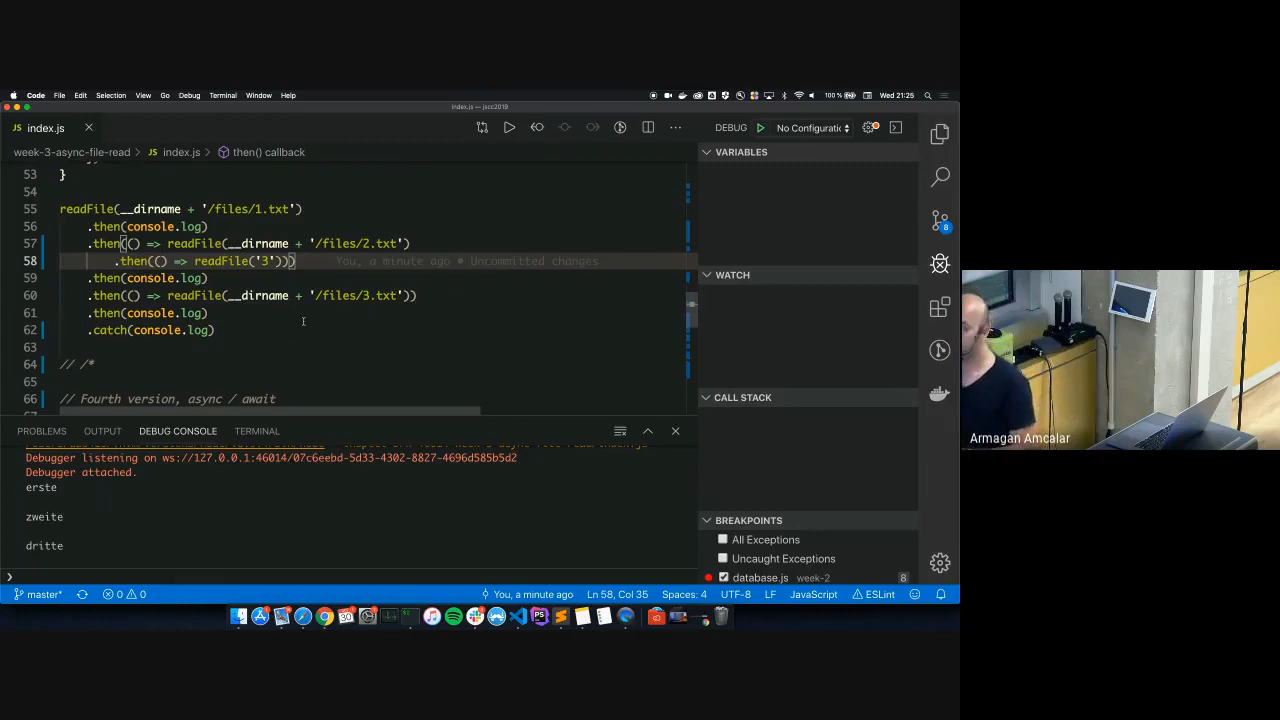 Code File Edit Selection View Go Debug Terminal Window Help
100 % Wed 21:25
index.js — jscc2019
JS index.js
DEBUG No Configurati
week-3-async-file-read JS index.js then() callback
VARIABLES
53 }
54
55 readFile(__dirname + '/files/1.txt')
56 .then(console.log)
57 .then(() => readFile(__dirname + '/files/2.txt')
58 .then(() => readFile('3'))) You, a minute ago • Uncommitted changes
59 .then(console.log)
60 .then(() => readFile(__dirname + '/files/3.txt'))
61 .then(console.log)
62 .catch(console.log)
63
64 // /*
65
66 // Fourth version, async / await
8
WATCH
CALL STACK
PROBLEMS OUTPUT DEBUG CONSOLE TERMINAL
Debugger listening on ws://127.0.0.1:46014/07c6eebd-5d33-4302-8827-4696d585b5d2
Debugger attached.
erste
zweite
dritte
BREAKPOINTS
All Exceptions
Uncaught Exceptions
database.js week-2 8
master* 0 0 You, a minute ago Ln 58, Col 35 Spaces: 4 UTF-8 LF JavaScript ESLint
Armagan Amcalar